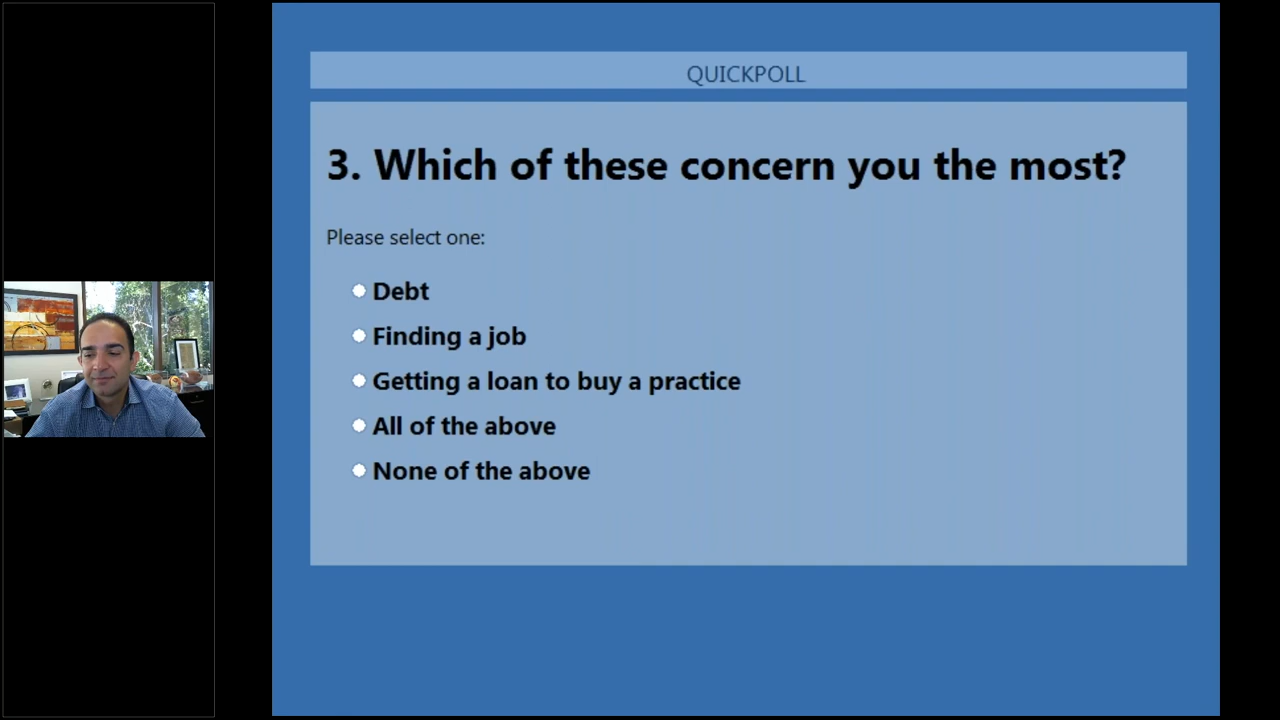 QUICKPOLL
3. Which of these concern you the most?
Please select one:
Debt
Finding a job
Getting a loan to buy a practice
All of the above
None of the above